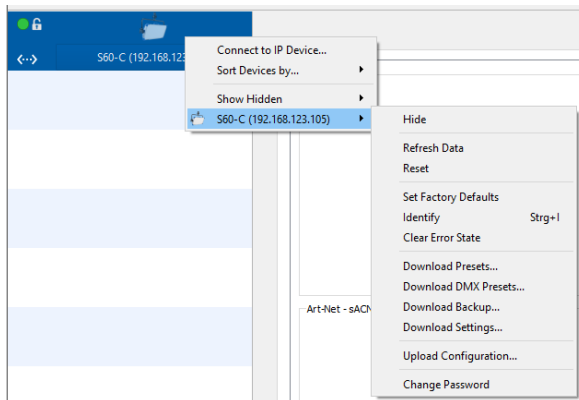 S60-C (192.168.123
Connect to IP Device...
Sort Devices by...
Show Hidden
S60-C (192.168.123.105)
Hide
Refresh Data
Reset
Set Factory Defaults
Identify Strg+I
Clear Error State
Download Presets...
Download DMX Presets...
Download Backup...
Download Settings...
Upload Configuration...
Change Password
Art-Net - sACN